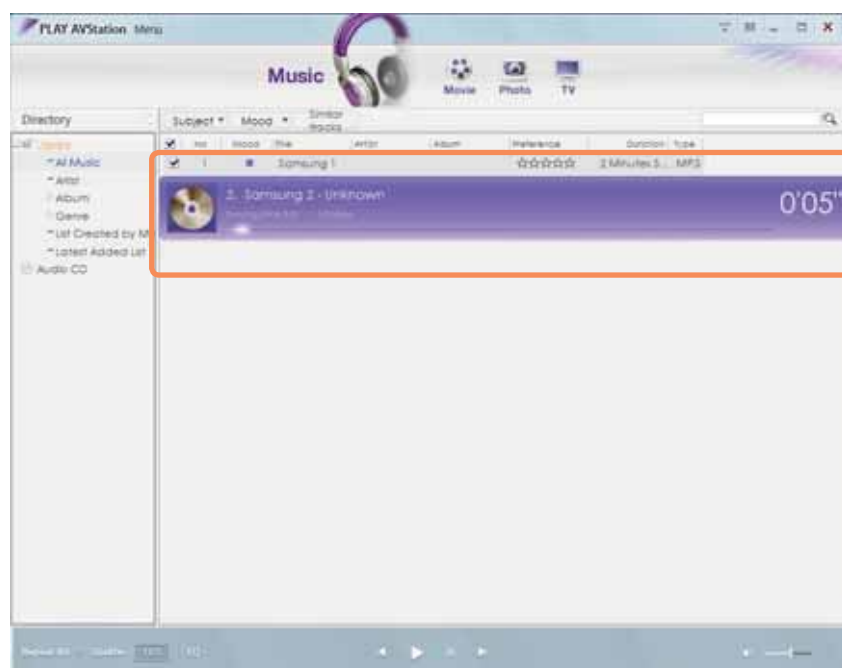 PLAY AVStation Menu
Music Movie Photo TV
Directory Subject Mood Similar tracks
Library No Mood Title Artist Album Preference Duration Type
All Music 1 Samsung 1 ☆☆☆☆☆ 2 Minutes S... MP3
Artist
Album 2. Samsung 2 - Unknown 0'05"
Genre
List Created by M
Latest Added List
Audio CD